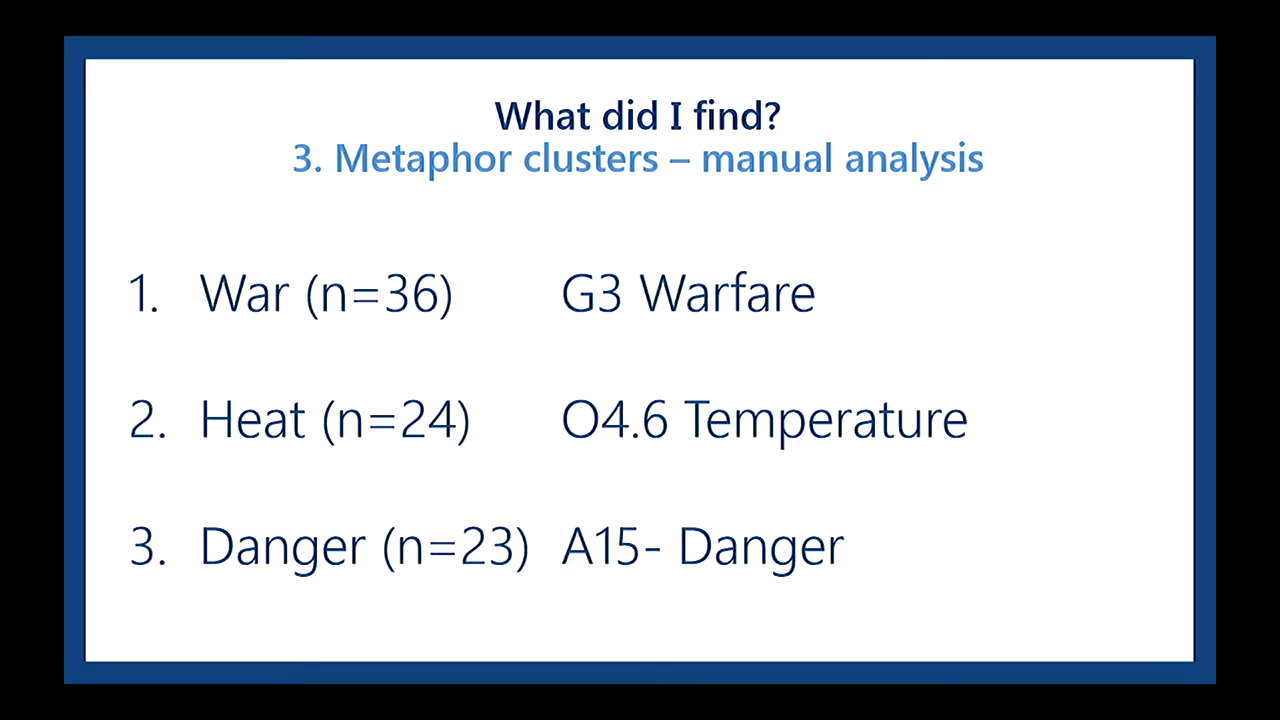 What did I find?
3. Metaphor clusters – manual analysis
1. War (n=36) G3 Warfare
2. Heat (n=24) O4.6 Temperature
3. Danger (n=23) A15- Danger